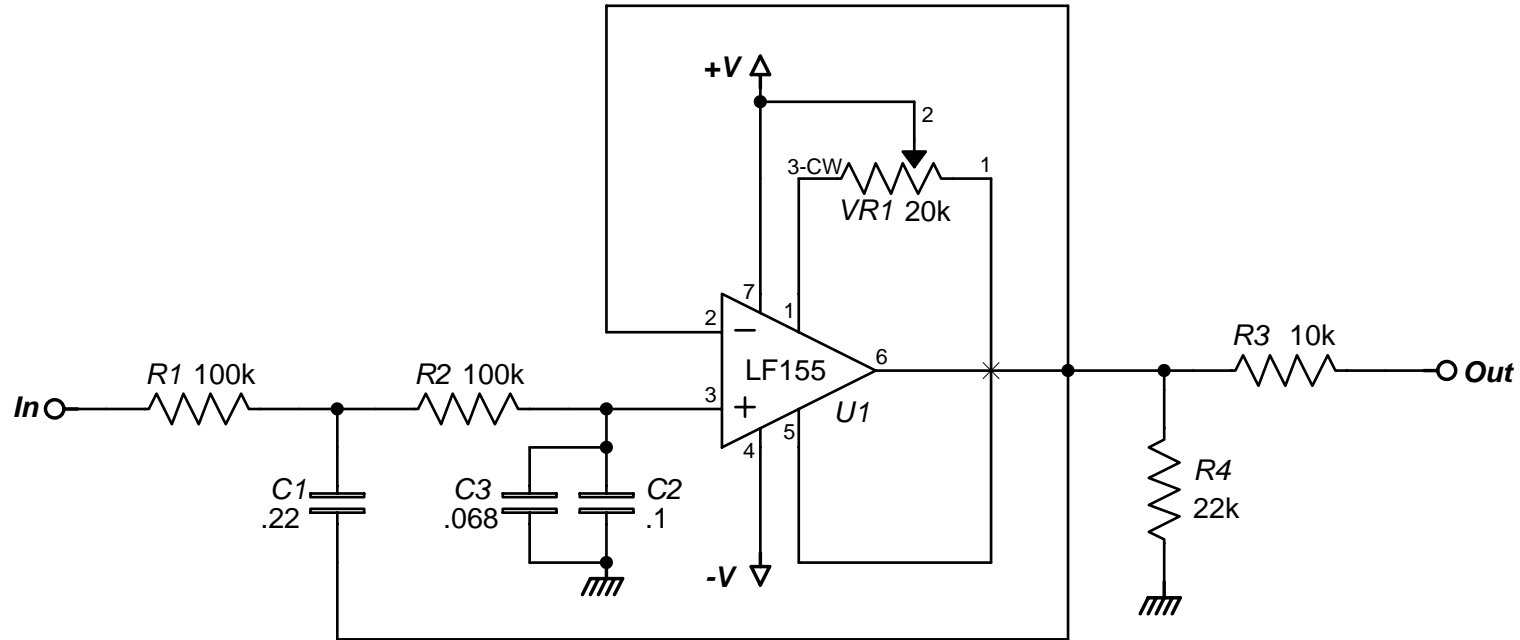 +V
2
3-CW
1
VR1 20k
7
1
2
−
LF155
6
R3 10k
Out
R1 100k
R2 100k
In
3
+
U1
5
4
R4
22k
C1
.22
C3
.068
C2
.1
-V